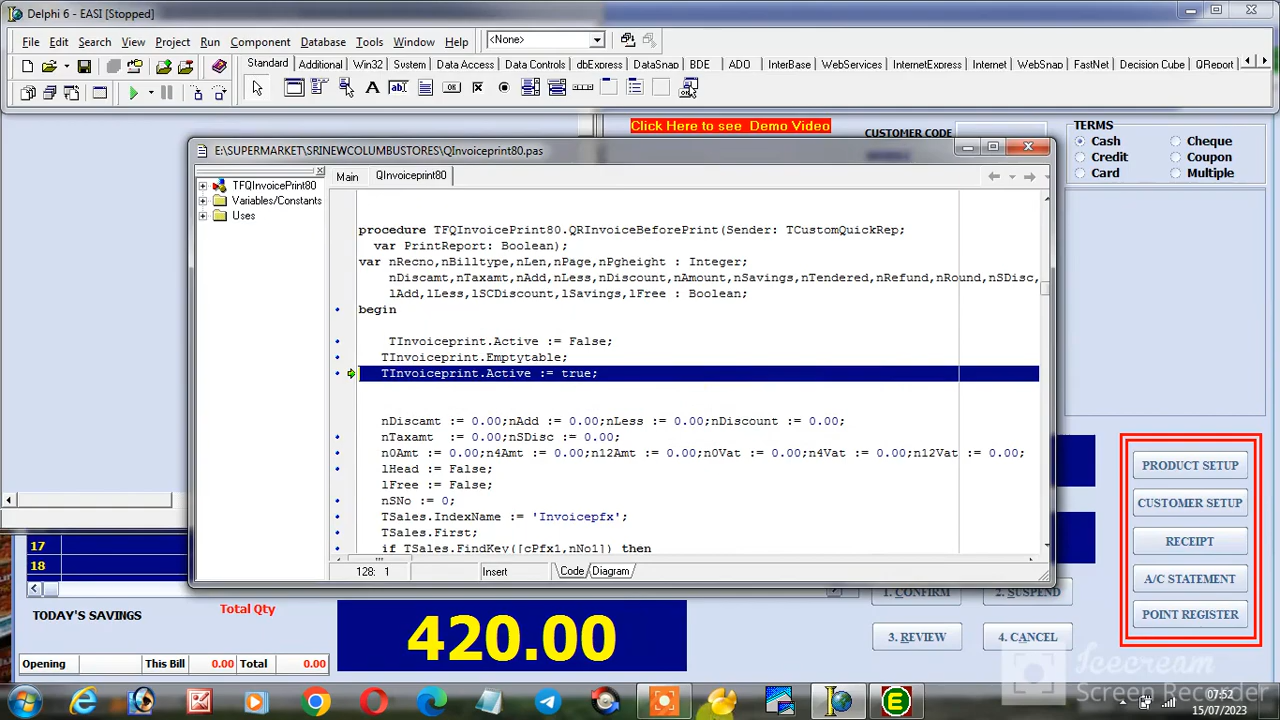 Delphi 6 - EASI [Stopped]
File Edit Search View Project Run Component Database Tools Window Help <None>
Standard Additional Win32 System Data Access Data Controls dbExpress DataSnap BDE ADO InterBase WebServices InternetExpress Internet WebSnap FastNet Decision Cube QReport
Click Here to see Demo Video
CUSTOMER CODE
TERMS
Cash Cheque
Credit Coupon
Card Multiple
E:\SUPERMARKET\SRINEWCOLUMBUSTORES\QInvoiceprint80.pas
Main QInvoiceprint80
TFQInvoicePrint80
Variables/Constants
Uses
procedure TFQInvoicePrint80.QRInvoiceBeforePrint(Sender: TCustomQuickRep;
var PrintReport: Boolean);
var nRecno,nBilltype,nLen,nPage,nPgheight : Integer;
nDiscamt,nTaxamt,nAdd,nLess,nDiscount,nAmount,nSavings,nTendered,nRefund,nRound,nSDisc,
lAdd,lLess,lSCDiscount,lSavings,lFree : Boolean;
begin
TInvoiceprint.Active := False;
TInvoiceprint.Emptytable;
TInvoiceprint.Active := true;
nDiscamt := 0.00;nAdd := 0.00;nLess := 0.00;nDiscount := 0.00;
nTaxamt := 0.00;nSDisc := 0.00;
n0Amt := 0.00;n4Amt := 0.00;n12Amt := 0.00;n0Vat := 0.00;n4Vat := 0.00;n12Vat := 0.00;
lHead := False;
lFree := False;
nSNo := 0;
TSales.IndexName := 'Invoicepfx';
TSales.First;
if TSales.FindKey([cPfx1,nNo1]) then
128: 1 Insert Code Diagram
PRODUCT SETUP
CUSTOMER SETUP
RECEIPT
A/C STATEMENT
POINT REGISTER
17
18
TODAY'S SAVINGS Total Qty
420.00
1. CONFIRM 2. SUSPEND
3. REVIEW 4. CANCEL
Opening This Bill 0.00 Total 0.00
Icecream
Screen Recorder
07:52
15/07/2023